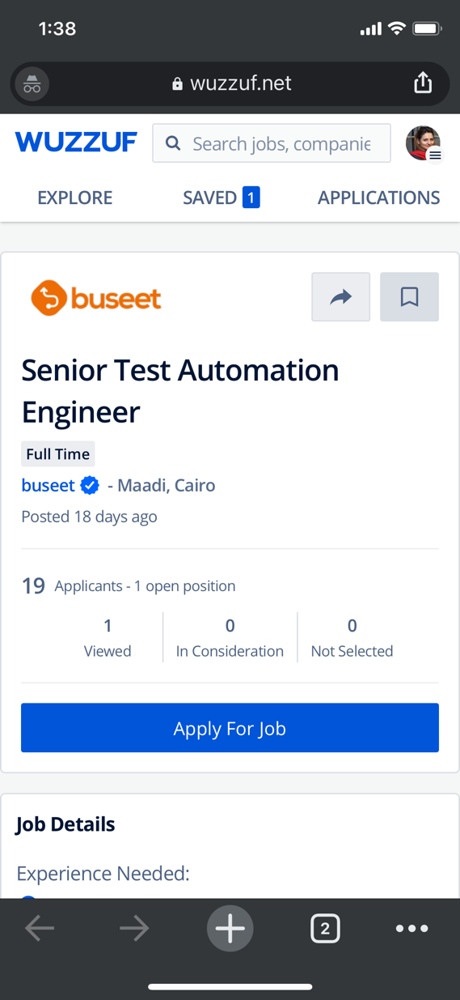 1:38
wuzzuf.net
WUZZUF
Search jobs, companie
EXPLORE SAVED 1 APPLICATIONS
buseet
Senior Test Automation
Engineer
Full Time
buseet - Maadi, Cairo
Posted 18 days ago
19 Applicants - 1 open position
1 0 0
Viewed In Consideration Not Selected
Apply For Job
Job Details
Experience Needed:
2